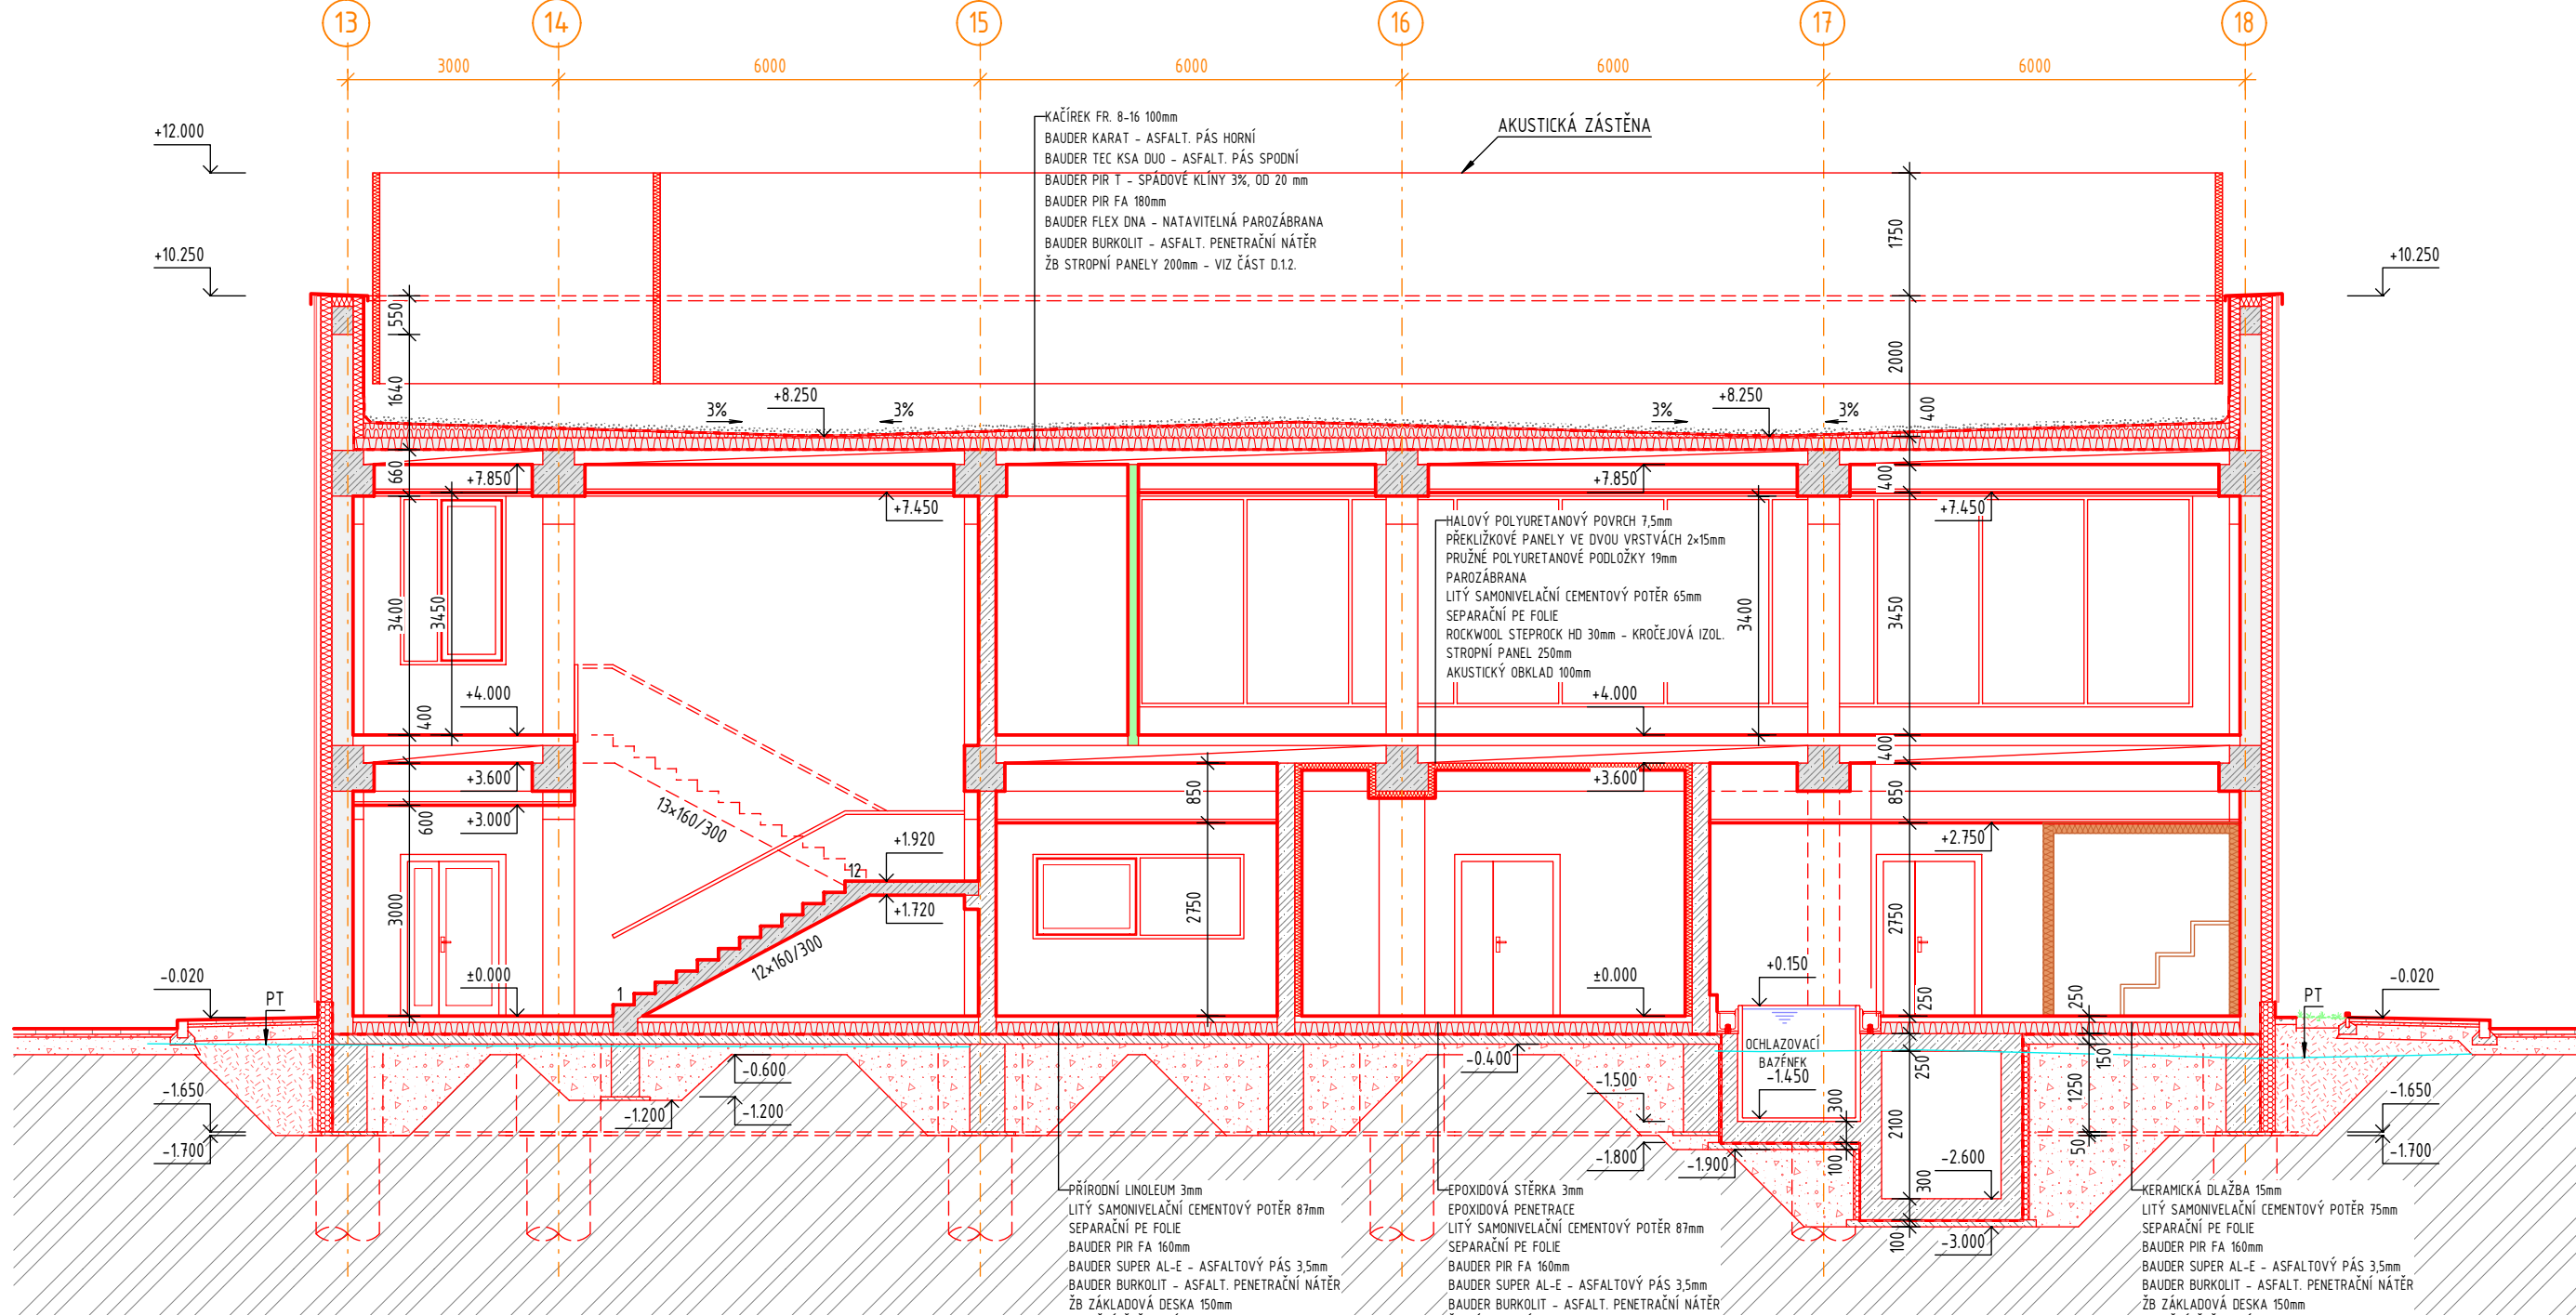 13
14
15
16
17
18
3000
6000
6000
6000
6000
KAČÍREK FR. 8-16 100mm
BAUDER KARAT - ASFALT. PÁS HORNÍ
BAUDER TEC KSA DUO - ASFALT. PÁS SPODNÍ
BAUDER PIR T - SPÁDOVÉ KLÍNY 3%, OD 20 mm
BAUDER PIR FA 180mm
BAUDER FLEX DNA - NATAVITELNÁ PAROZÁBRANA
BAUDER BURKOLIT - ASFALT. PENETRAČNÍ NÁTĚR
ŽB STROPNÍ PANELY 200mm - VIZ ČÁST D.1.2.
AKUSTICKÁ ZÁSTĚNA
+12.000
+10.250
1750
+10.250
550
1640
2000
400
3%
+8.250
3%
3%
+8.250
3%
660
+7.850
+7.450
+7.850
400
+7.450
HALOVÝ POLYURETANOVÝ POVRCH 7,5mm
PŘEKLIŽKOVÉ PANELY VE DVOU VRSTVÁCH 2×15mm
PRUŽNÉ POLYURETANOVÉ PODLOŽKY 19mm
PAROZÁBRANA
LITÝ SAMONIVELAČNÍ CEMENTOVÝ POTĚR 65mm
SEPARAČNÍ PE FOLIE
ROCKWOOL STEPROCK HD 30mm - KROČEJOVÁ IZOL.
STROPNÍ PANEL 250mm
AKUSTICKÝ OBKLAD 100mm
3400
3450
3400
3450
+4.000
400
+4.000
400
+3.600
+3.600
850
850
600
+3.000
13×160/300
+1.920
12
+1.720
12×160/300
1
3000
2750
2750
+2.750
±0.000
±0.000
+0.150
250
250
-0.020
PT
PT
-0.020
OCHLAZOVACÍ
BAZÉNEK
-1.450
300
-0.400
-0.600
-1.200
-1.200
-1.500
-1.800
-1.900
100
250
2100
300
-2.600
100
-3.000
150
1250
50
-1.650
-1.700
-1.650
-1.700
PŘÍRODNÍ LINOLEUM 3mm
LITÝ SAMONIVELAČNÍ CEMENTOVÝ POTĚR 87mm
SEPARAČNÍ PE FOLIE
BAUDER PIR FA 160mm
BAUDER SUPER AL-E - ASFALTOVÝ PÁS 3,5mm
BAUDER BURKOLIT - ASFALT. PENETRAČNÍ NÁTĚR
ŽB ZÁKLADOVÁ DESKA 150mm
EPOXIDOVÁ STĚRKA 3mm
EPOXIDOVÁ PENETRACE
LITÝ SAMONIVELAČNÍ CEMENTOVÝ POTĚR 87mm
SEPARAČNÍ PE FOLIE
BAUDER PIR FA 160mm
BAUDER SUPER AL-E - ASFALTOVÝ PÁS 3,5mm
BAUDER BURKOLIT - ASFALT. PENETRAČNÍ NÁTĚR
KERAMICKÁ DLAŽBA 15mm
LITÝ SAMONIVELAČNÍ CEMENTOVÝ POTĚR 75mm
SEPARAČNÍ PE FOLIE
BAUDER PIR FA 160mm
BAUDER SUPER AL-E - ASFALTOVÝ PÁS 3,5mm
BAUDER BURKOLIT - ASFALT. PENETRAČNÍ NÁTĚR
ŽB ZÁKLADOVÁ DESKA 150mm